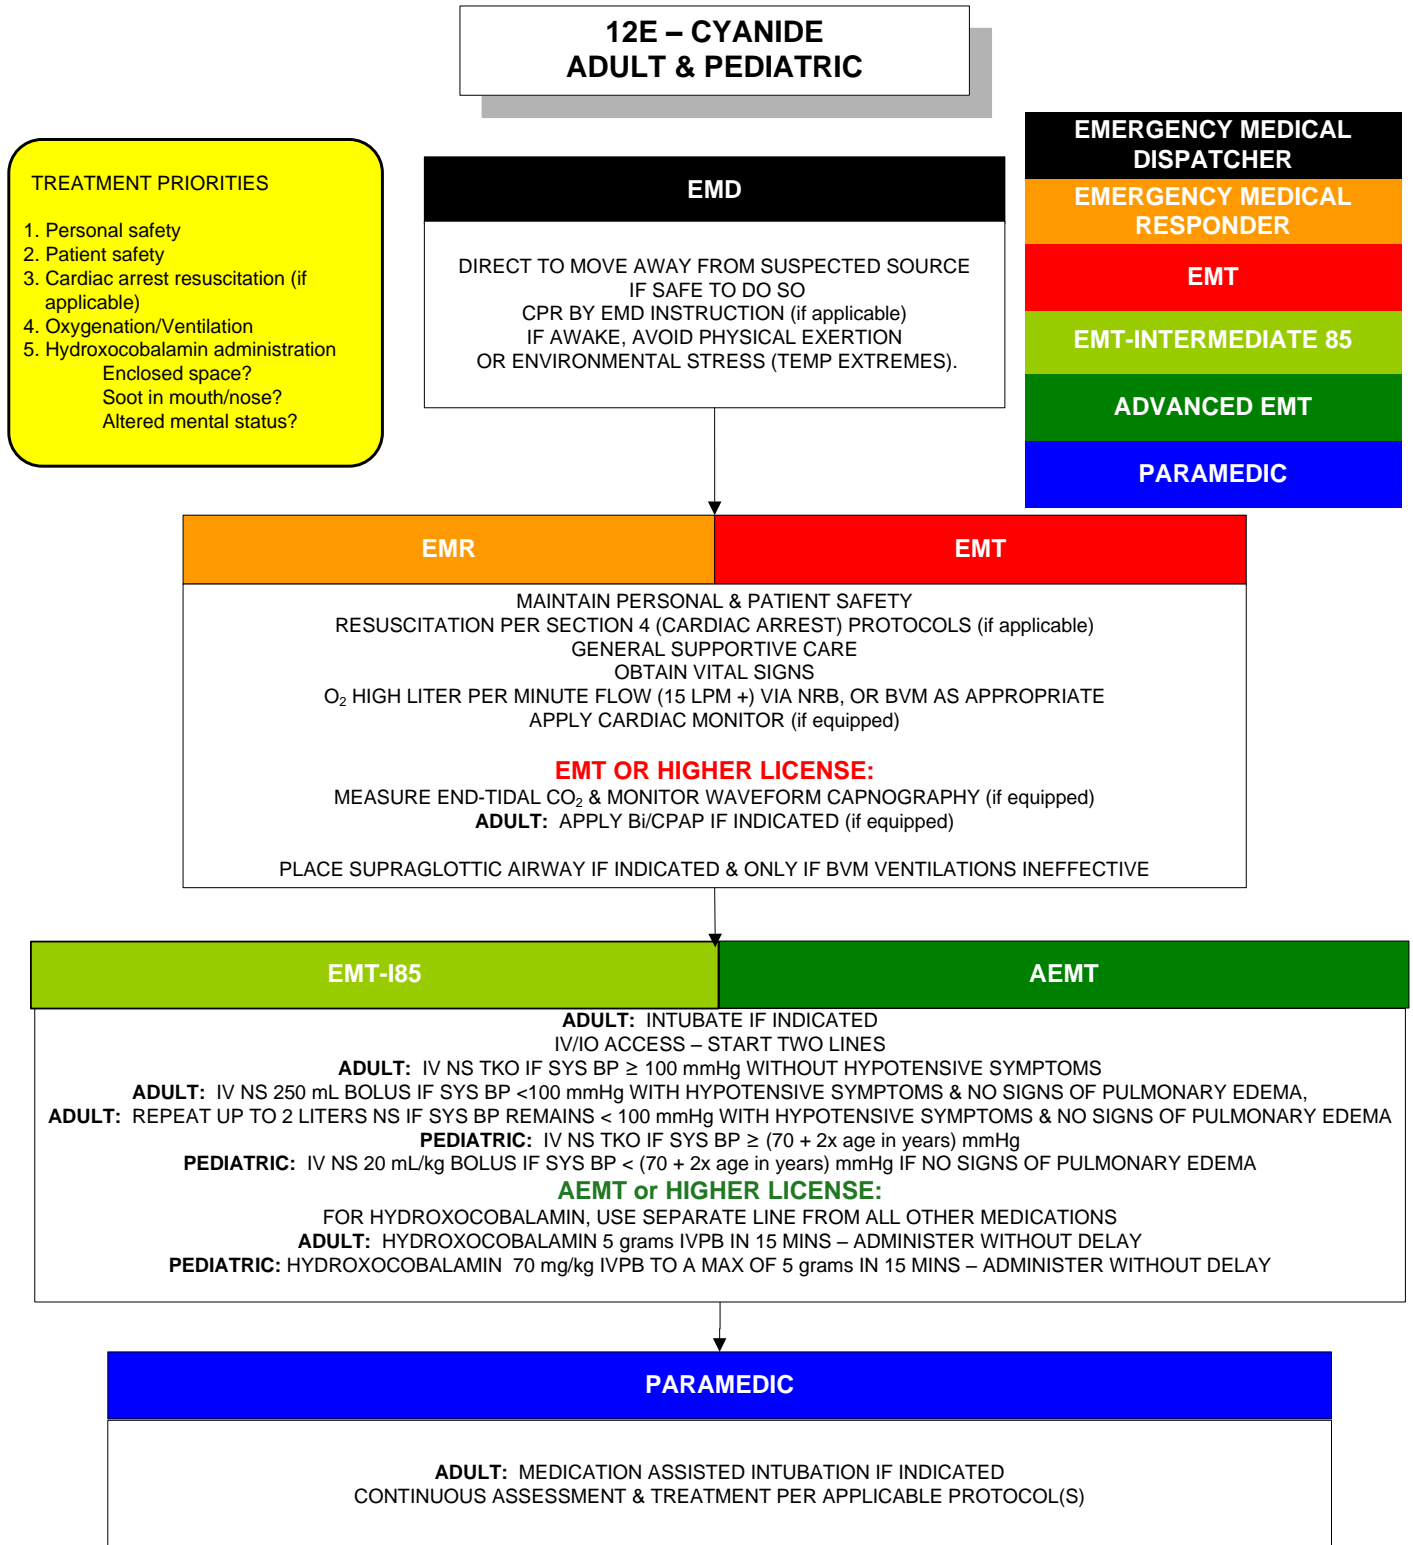 12E – CYANIDE
ADULT & PEDIATRIC
TREATMENT PRIORITIES
1. Personal safety
2. Patient safety
3. Cardiac arrest resuscitation (if
applicable)
4. Oxygenation/Ventilation
5. Hydroxocobalamin administration
Enclosed space?
Soot in mouth/nose?
Altered mental status?
EMD
DIRECT TO MOVE AWAY FROM SUSPECTED SOURCE
IF SAFE TO DO SO
CPR BY EMD INSTRUCTION (if applicable)
IF AWAKE, AVOID PHYSICAL EXERTION
OR ENVIRONMENTAL STRESS (TEMP EXTREMES).
EMERGENCY MEDICAL
DISPATCHER
EMERGENCY MEDICAL
RESPONDER
EMT
EMT-INTERMEDIATE 85
ADVANCED EMT
PARAMEDIC
EMR
EMT
MAINTAIN PERSONAL & PATIENT SAFETY
RESUSCITATION PER SECTION 4 (CARDIAC ARREST) PROTOCOLS (if applicable)
GENERAL SUPPORTIVE CARE
OBTAIN VITAL SIGNS
O₂ HIGH LITER PER MINUTE FLOW (15 LPM +) VIA NRB, OR BVM AS APPROPRIATE
APPLY CARDIAC MONITOR (if equipped)
EMT OR HIGHER LICENSE:
MEASURE END-TIDAL CO₂ & MONITOR WAVEFORM CAPNOGRAPHY (if equipped)
ADULT: APPLY Bi/CPAP IF INDICATED (if equipped)
PLACE SUPRAGLOTTIC AIRWAY IF INDICATED & ONLY IF BVM VENTILATIONS INEFFECTIVE
EMT-I85
AEMT
ADULT: INTUBATE IF INDICATED
IV/IO ACCESS – START TWO LINES
ADULT: IV NS TKO IF SYS BP ≥ 100 mmHg WITHOUT HYPOTENSIVE SYMPTOMS
ADULT: IV NS 250 mL BOLUS IF SYS BP <100 mmHg WITH HYPOTENSIVE SYMPTOMS & NO SIGNS OF PULMONARY EDEMA,
ADULT: REPEAT UP TO 2 LITERS NS IF SYS BP REMAINS < 100 mmHg WITH HYPOTENSIVE SYMPTOMS & NO SIGNS OF PULMONARY EDEMA
PEDIATRIC: IV NS TKO IF SYS BP ≥ (70 + 2x age in years) mmHg
PEDIATRIC: IV NS 20 mL/kg BOLUS IF SYS BP < (70 + 2x age in years) mmHg IF NO SIGNS OF PULMONARY EDEMA
AEMT or HIGHER LICENSE:
FOR HYDROXOCOBALAMIN, USE SEPARATE LINE FROM ALL OTHER MEDICATIONS
ADULT: HYDROXOCOBALAMIN 5 grams IVPB IN 15 MINS – ADMINISTER WITHOUT DELAY
PEDIATRIC: HYDROXOCOBALAMIN 70 mg/kg IVPB TO A MAX OF 5 grams IN 15 MINS – ADMINISTER WITHOUT DELAY
PARAMEDIC
ADULT: MEDICATION ASSISTED INTUBATION IF INDICATED
CONTINUOUS ASSESSMENT & TREATMENT PER APPLICABLE PROTOCOL(S)